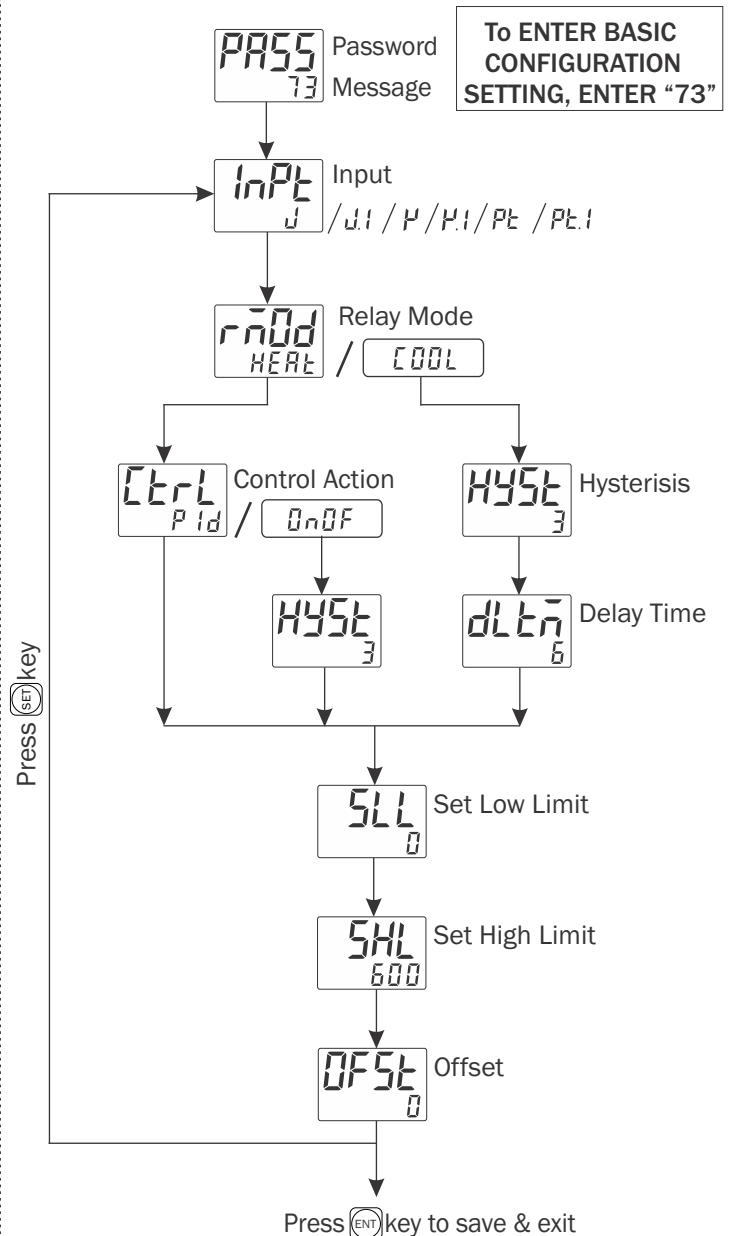 PASS
73
Password
Message
To ENTER BASIC
CONFIGURATION
SETTING, ENTER “73”
InPt
J
Input
/ J.1 / K / K.1 / Pt / Pt.1
rmOd
HEAt
Relay Mode
/ COOL
CtrL
PId
Control Action
/ OnOF
HYSt
3
HYSt
3
Hysterisis
dLtm
6
Delay Time
SLL
0
Set Low Limit
SHL
600
Set High Limit
OFSt
0
Offset
Press SET key
Press ENT key to save & exit